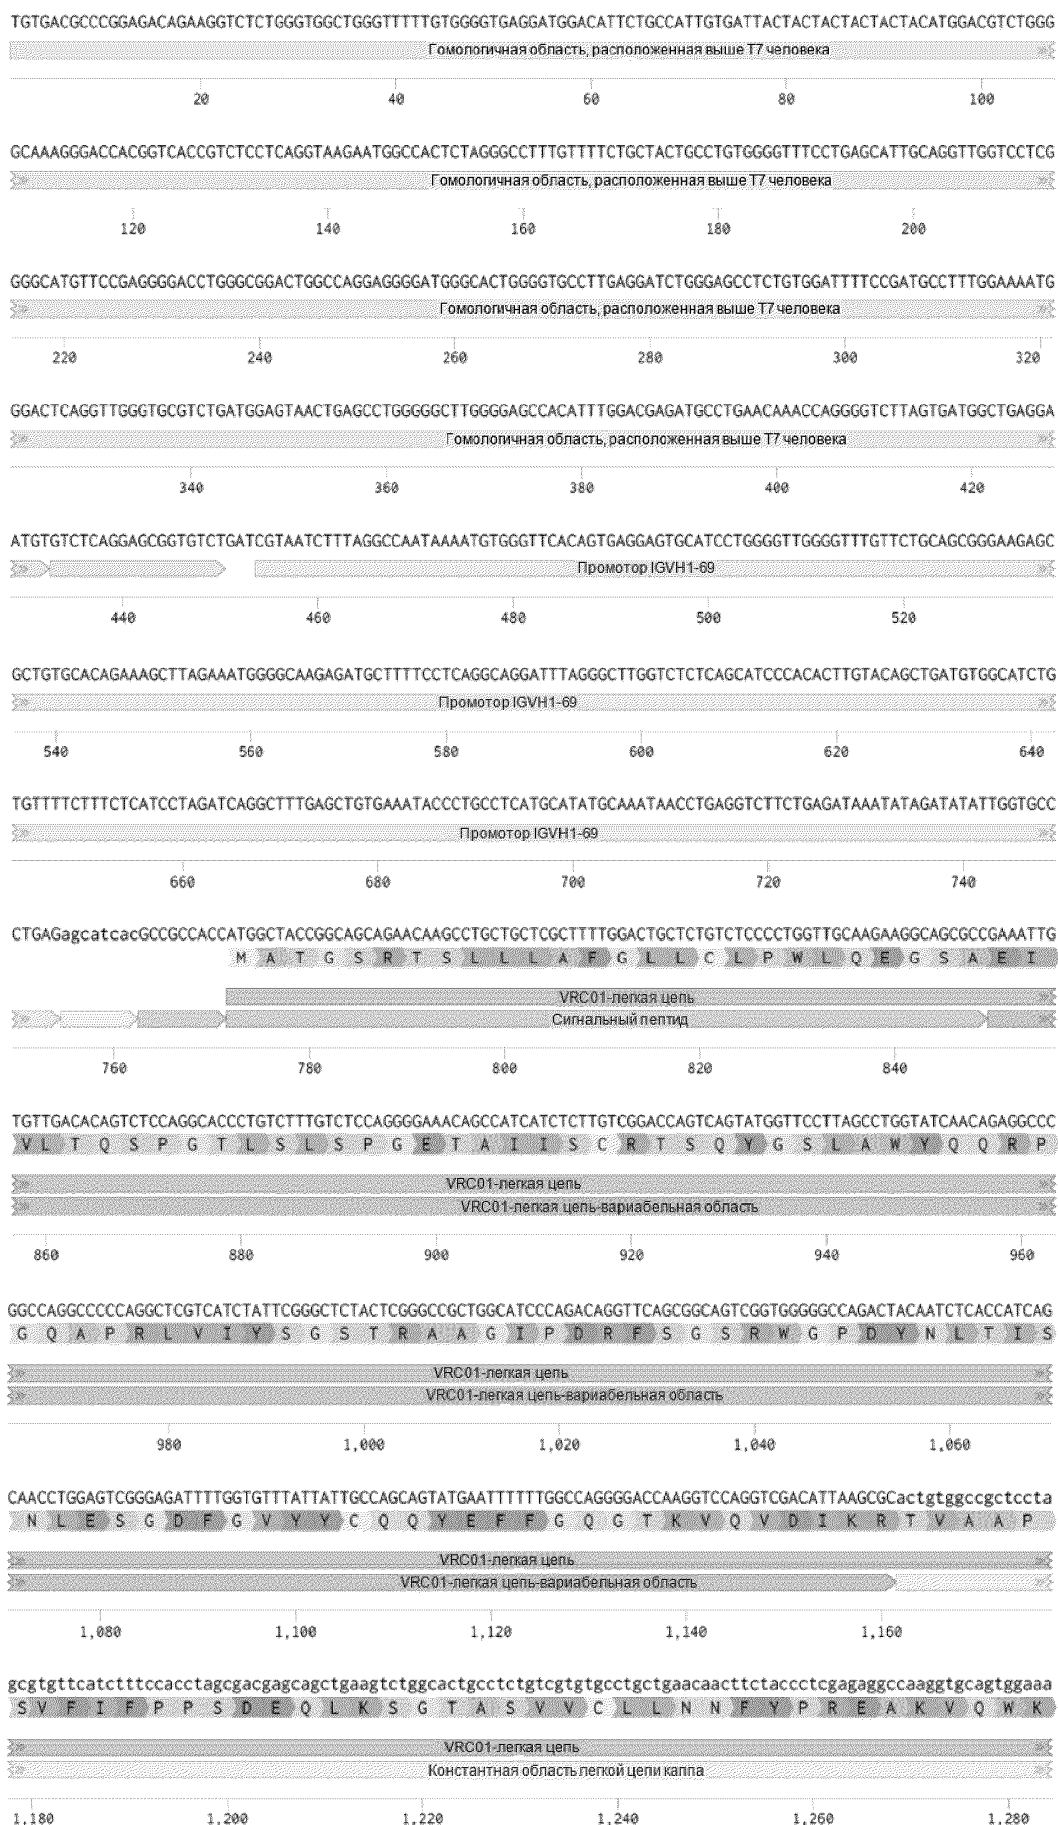 TGTGACGCCCGGAGACAGAAGGTCTCTGGGTGGCTGGGTTTTTGTGGGGTGAGGATGGACATTCTGCCATTGTGATTACTACTACTACTACTACATGGACGTCTGGG
Гомологичная область, расположенная выше T7 человека
20 40 60 80 100
GCAAAGGGACCACGGTCACCGTCTCCTCAGGTAAGAATGGCCACTCTAGGGCCTTTGTTTTCTGCTACTGCCTGTGGGGTTTCCTGAGCATTGCAGGTTGGTCCTCG
Гомологичная область, расположенная выше T7 человека
120 140 160 180 200
GGGCATGTTCCGAGGGGACCTGGGCGGACTGGCCAGGAGGGGATGGGCACTGGGGTGCCTTGAGGATCTGGGAGCCTCTGTGGATTTTCCGATGCCTTTGGAAAATG
Гомологичная область, расположенная выше T7 человека
220 240 260 280 300 320
GGACTCAGGTTGGGTGCGTCTGATGGAGTAACTGAGCCTGGGGGCTTGGGGAGCCACATTTGGACGAGATGCCTGAACAAACCAGGGGTCTTAGTGATGGCTGAGGA
Гомологичная область, расположенная выше T7 человека
340 360 380 400 420
ATGTGTCTCAGGAGCGGTGTCTGATCGTAATCTTTAGGCCAATAAAATGTGGGTTCACAGTGAGGAGTGCATCCTGGGGTTGGGGTTTGTTCTGCAGCGGGAAGAGC
Промотор IGVH1-69
440 460 480 500 520
GCTGTGCACAGAAAGCTTAGAAATGGGGCAAGAGATGCTTTTCCTCAGGCAGGATTTAGGGCTTGGTCTCTCAGCATCCCACACTTGTACAGCTGATGTGGCATCTG
Промотор IGVH1-69
540 560 580 600 620 640
TGTTTTCTTTCTCATCCTAGATCAGGCTTTGAGCTGTGAAATACCCTGCCTCATGCATATGCAAATAACCTGAGGTCTTCTGAGATAAATATAGATATATTGGTGCC
Промотор IGVH1-69
660 680 700 720 740
CTGAGagcatcacGCCGCCACCATGGCTACCGGCAGCAGAACAAGCCTGCTGCTCGCTTTTGGACTGCTCTGTCTCCCCTGGTTGCAAGAAGGCAGCGCCGAAATTG
M A T G S R T S L L L A F G L L C L P W L Q E G S A E I
VRC01-легкая цепь
Сигнальный пептид
760 780 800 820 840
TGTTGACACAGTCTCCAGGCACCCTGTCTTTGTCTCCAGGGGAAACAGCCATCATCTCTTGTCGGACCAGTCAGTATGGTTCCTTAGCCTGGTATCAACAGAGGCCC
V L T Q S P G T L S L S P G E T A I I S C R T S Q Y G S L A W Y Q Q R P
VRC01-легкая цепь
VRC01-легкая цепь-вариабельная область
860 880 900 920 940 960
GGCCAGGCCCCCAGGCTCGTCATCTATTCGGGCTCTACTCGGGCCGCTGGCATCCCAGACAGGTTCAGCGGCAGTCGGTGGGGGCCAGACTACAATCTCACCATCAG
G Q A P R L V I Y S G S T R A A G I P D R F S G S R W G P D Y N L T I S
VRC01-легкая цепь
VRC01-легкая цепь-вариабельная область
980 1,000 1,020 1,040 1,060
CAACCTGGAGTCGGGAGATTTTGGTGTTTATTATTGCCAGCAGTATGAATTTTTTGGCCAGGGGACCAAGGTCCAGGTCGACATTAAGCGCactgtggccgctccta
N L E S G D F G V Y Y C Q Q Y E F F G Q G T K V Q V D I K R T V A A P
VRC01-легкая цепь
VRC01-легкая цепь-вариабельная область
1,080 1,100 1,120 1,140 1,160
gcgtgttcatctttccacctagcgacgagcagctgaagtctggcactgcctctgtcgtgtgcctgctgaacaacttctaccctcgagaggccaaggtgcagtggaaa
S V F I F P P S D E Q L K S G T A S V V C L L N N F Y P R E A K V Q W K
VRC01-легкая цепь
Константная область легкой цепи каппа
1,180 1,200 1,220 1,240 1,260 1,280